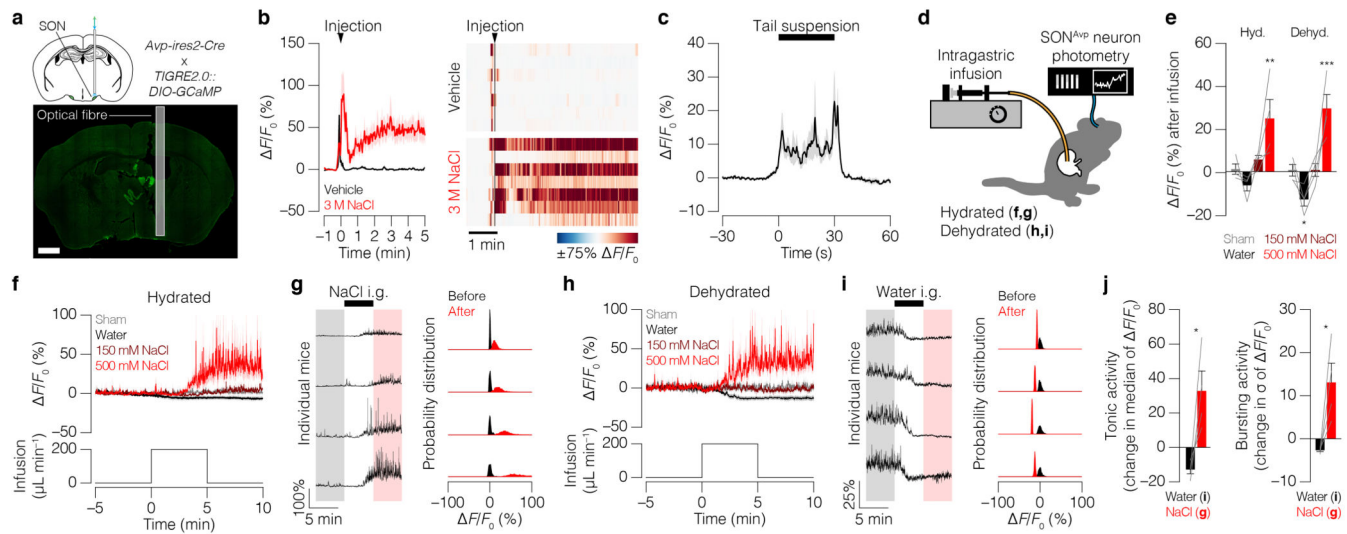 a
SON
Avp-ires2-Cre
x
TIGRE2.0::
DIO-GCaMP
Optical fibre
b
Injection
ΔF/F0 (%)
150
100
50
0
−50
Vehicle
3 M NaCl
−1 0 1 2 3 4 5
Time (min)
Injection
Vehicle
3 M NaCl
1 min
±75% ΔF/F0
c
Tail suspension
ΔF/F0 (%)
40
30
20
10
0
−10
−30 0 30 60
Time (s)
d
Intragastric
infusion
SONAvp neuron
photometry
Hydrated (f,g)
Dehydrated (h,i)
e
Hyd. Dehyd.
** ***
ΔF/F0 (%) after infusion
60
40
20
0
−20
*
Sham 150 mM NaCl
Water 500 mM NaCl
f
Hydrated
Sham
Water
150 mM NaCl
500 mM NaCl
ΔF/F0 (%)
100
50
0
−50
Infusion
(µL min−1)
200
0
−5 0 5 10
Time (min)
g
NaCl i.g.
Individual mice
100%
5 min
Before
After
Probability distribution
−100 0 100
ΔF/F0 (%)
h
Dehydrated
Sham
Water
150 mM NaCl
500 mM NaCl
ΔF/F0 (%)
100
50
0
−50
Infusion
(µL min−1)
200
0
−5 0 5 10
Time (min)
i
Water i.g.
Individual mice
25%
5 min
Before
After
Probability distribution
−100 0 100
ΔF/F0 (%)
j
Tonic activity
(change in median of ΔF/F0)
80
60
40
20
0
−20
*
Water (i)
NaCl (g)
Bursting activity
(change in σ of ΔF/F0)
30
20
10
0
−10
*
Water (i)
NaCl (g)